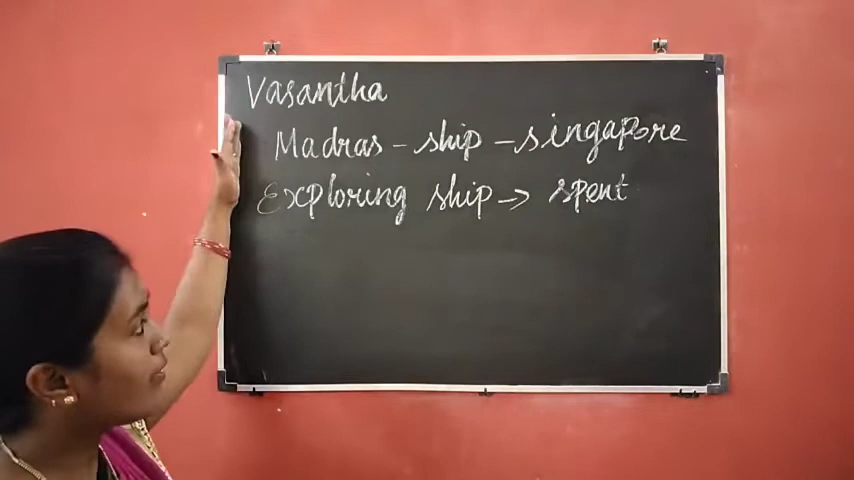 Vasantha
Madras - ship - singapore
Exploring ship → spent